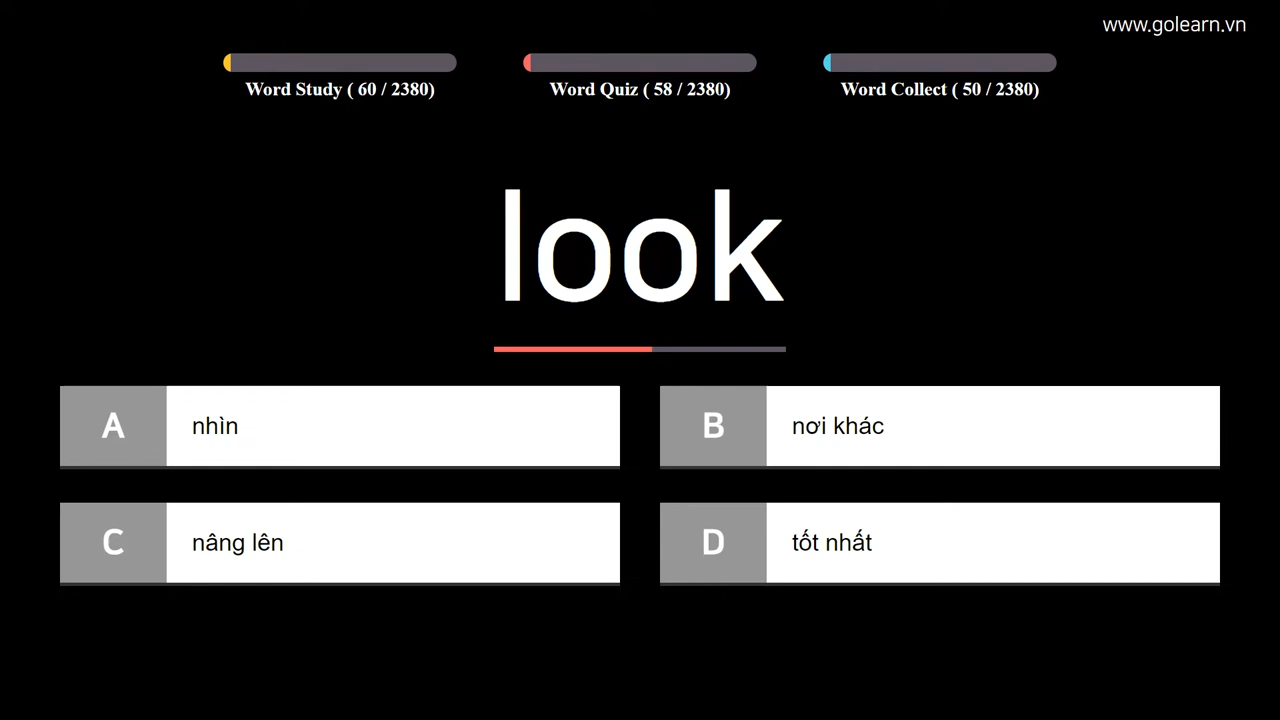 www.golearn.vn
Word Study ( 60 / 2380)
Word Quiz ( 58 / 2380)
Word Collect ( 50 / 2380)
look
A nhìn
B nơi khác
C nâng lên
D tốt nhất